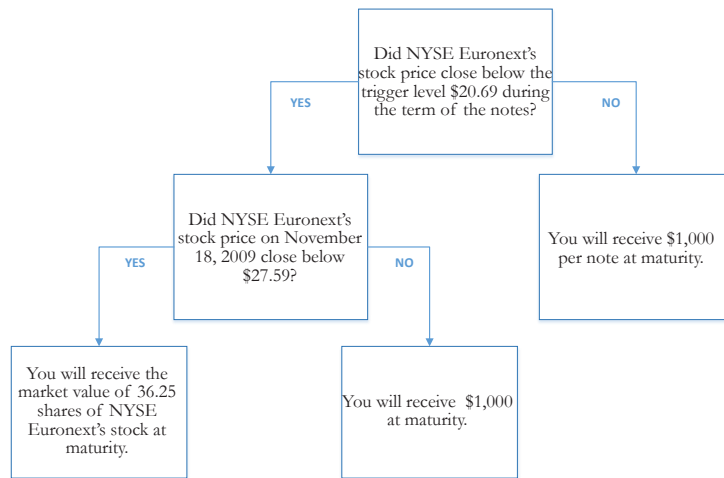 Did NYSE Euronext's
stock price close below the
trigger level $20.69 during
the term of the notes?
YES
NO
Did NYSE Euronext's
stock price on November
18, 2009 close below
$27.59?
You will receive $1,000
per note at maturity.
YES
NO
You will receive the
market value of 36.25
shares of NYSE
Euronext's stock at
maturity.
You will receive $1,000
at maturity.